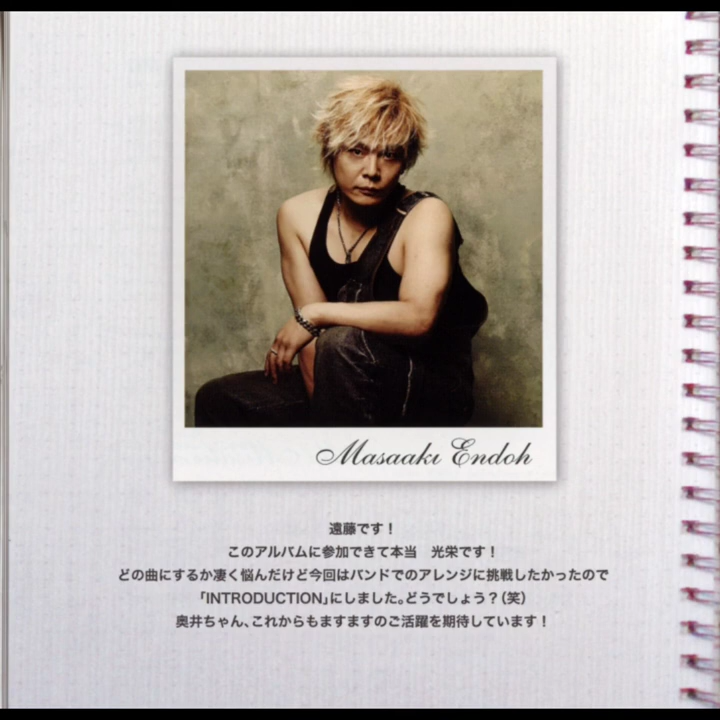 Masaaki Endoh
遠藤です！
このアルバムに参加できて本当　光栄です！
どの曲にするか凄く悩んだけど今回はバンドでのアレンジに挑戦したかったので
「INTRODUCTION」にしました。どうでしょう？（笑）
奥井ちゃん、これからもますますのご活躍を期待しています！